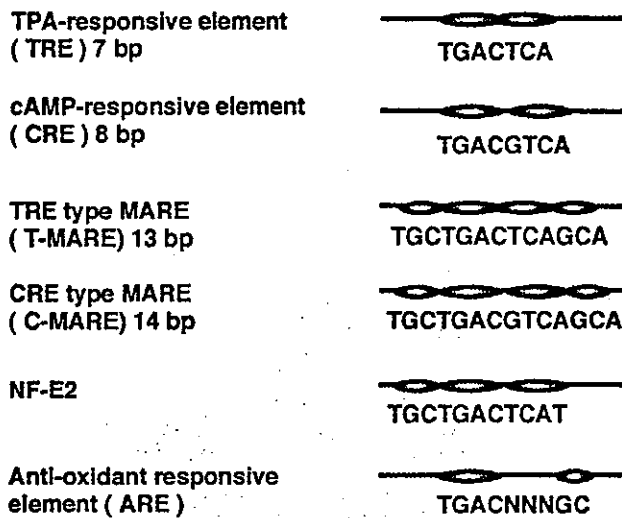 TPA-responsive element
( TRE ) 7 bp
TGACTCA
cAMP-responsive element
( CRE ) 8 bp
TGACGTCA
TRE type MARE
( T-MARE) 13 bp
TGCTGACTCAGCA
CRE type MARE
( C-MARE) 14 bp
TGCTGACGTCAGCA
NF-E2
TGCTGACTCAT
Anti-oxidant responsive
element ( ARE )
TGACNNNGC